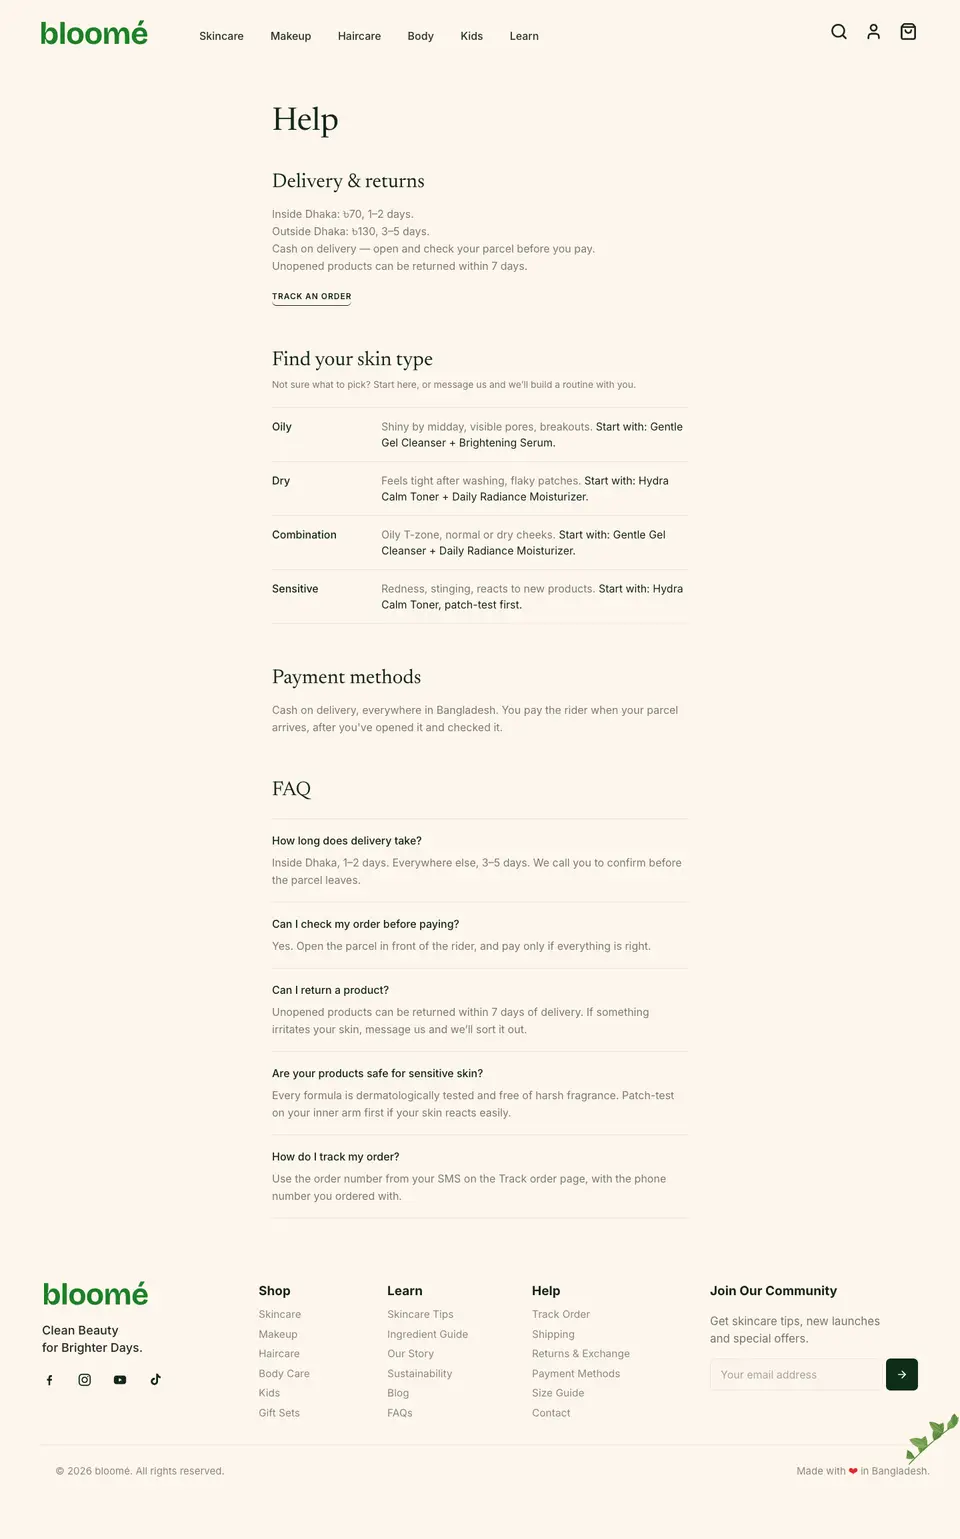 bloomé
Skincare Makeup Haircare Body Kids Learn
Help
Delivery & returns
Inside Dhaka: ৳70, 1–2 days.
Outside Dhaka: ৳130, 3–5 days.
Cash on delivery — open and check your parcel before you pay.
Unopened products can be returned within 7 days.
TRACK AN ORDER
Find your skin type
Not sure what to pick? Start here, or message us and we'll build a routine with you.
Oily
Shiny by midday, visible pores, breakouts. Start with: Gentle
Gel Cleanser + Brightening Serum.
Dry
Feels tight after washing, flaky patches. Start with: Hydra
Calm Toner + Daily Radiance Moisturizer.
Combination
Oily T-zone, normal or dry cheeks. Start with: Gentle Gel
Cleanser + Daily Radiance Moisturizer.
Sensitive
Redness, stinging, reacts to new products. Start with: Hydra
Calm Toner, patch-test first.
Payment methods
Cash on delivery, everywhere in Bangladesh. You pay the rider when your parcel
arrives, after you've opened it and checked it.
FAQ
How long does delivery take?
Inside Dhaka, 1–2 days. Everywhere else, 3–5 days. We call you to confirm before
the parcel leaves.
Can I check my order before paying?
Yes. Open the parcel in front of the rider, and pay only if everything is right.
Can I return a product?
Unopened products can be returned within 7 days of delivery. If something
irritates your skin, message us and we'll sort it out.
Are your products safe for sensitive skin?
Every formula is dermatologically tested and free of harsh fragrance. Patch-test
on your inner arm first if your skin reacts easily.
How do I track my order?
Use the order number from your SMS on the Track order page, with the phone
number you ordered with.
bloomé
Clean Beauty
for Brighter Days.
Shop
Skincare
Makeup
Haircare
Body Care
Kids
Gift Sets
Learn
Skincare Tips
Ingredient Guide
Our Story
Sustainability
Blog
FAQs
Help
Track Order
Shipping
Returns & Exchange
Payment Methods
Size Guide
Contact
Join Our Community
Get skincare tips, new launches
and special offers.
Your email address
© 2026 bloomé. All rights reserved.
Made with ❤ in Bangladesh.